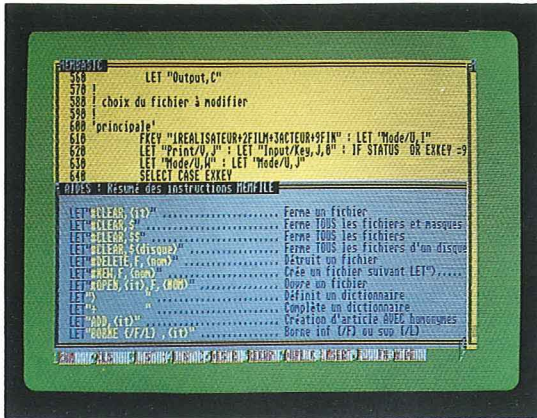 MEMBASIC
560 LET "Output,C"
570 !
580 ! choix du fichier à modifier
590 !
600 'principale'
610 FKEY "1REALISATEUR+2FILM+3ACTEUR+9FIN" : LET "Mode/U,I"
620 LET "Print/V,J" : LET "Input/Key,J,0" : IF STATUS OR EXKEY =9
630 LET "Mode/U,W" : LET "Mode/U,J"
640 SELECT CASE EXKEY
AIDES : Résumé des instructions MEMFILE
LET"#CLEAR,(it)" .................. Ferme un fichier
LET"#CLEAR,$ .................. Ferme TOUS les fichiers et masques
LET"#CLEAR,$$" .................. Ferme TOUS les fichiers
LET"#CLEAR,$(disque)" .................. Ferme TOUS les fichiers d'un disque
LET"#DELETE,F,(nom)" .................. Détruit un fichier
LET"#NEW,F,(nom)" .................. Crée un fichier suivant LET"),....
LET"#OPEN,(it),F,(NOM)" .................. Ouvre un fichier
LET") " .................. Définit un dictionnaire
LET"+ " .................. Complète un dictionnaire
LET"ADD,(it)" .................. Création d'article AVEC homonymes
LET"BORNE (/F/L) ,(it)" .................. Borne inf (/F) ou sup (/L)